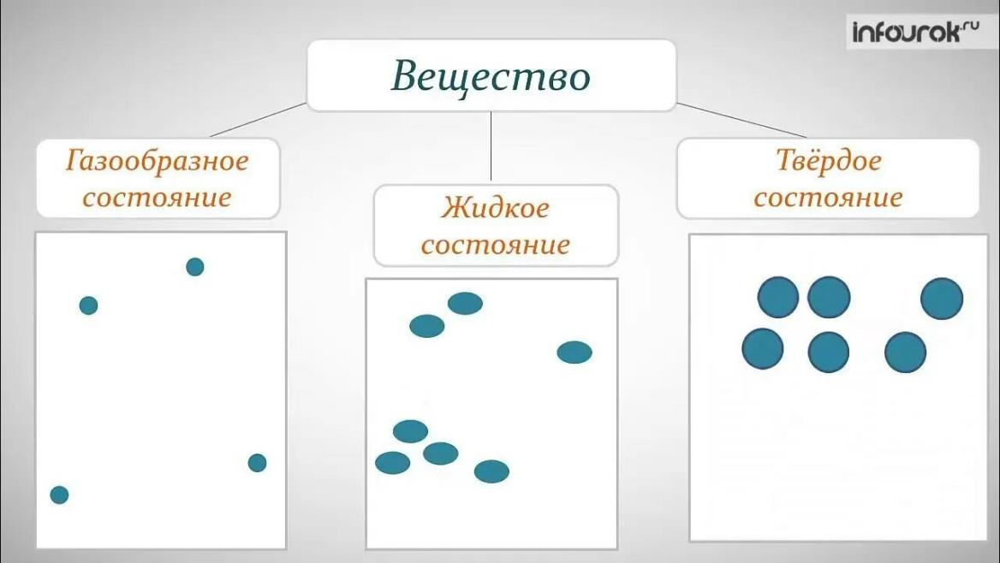 infourok.ru
Вещество
Газообразное
состояние
Жидкое
состояние
Твёрдое
состояние